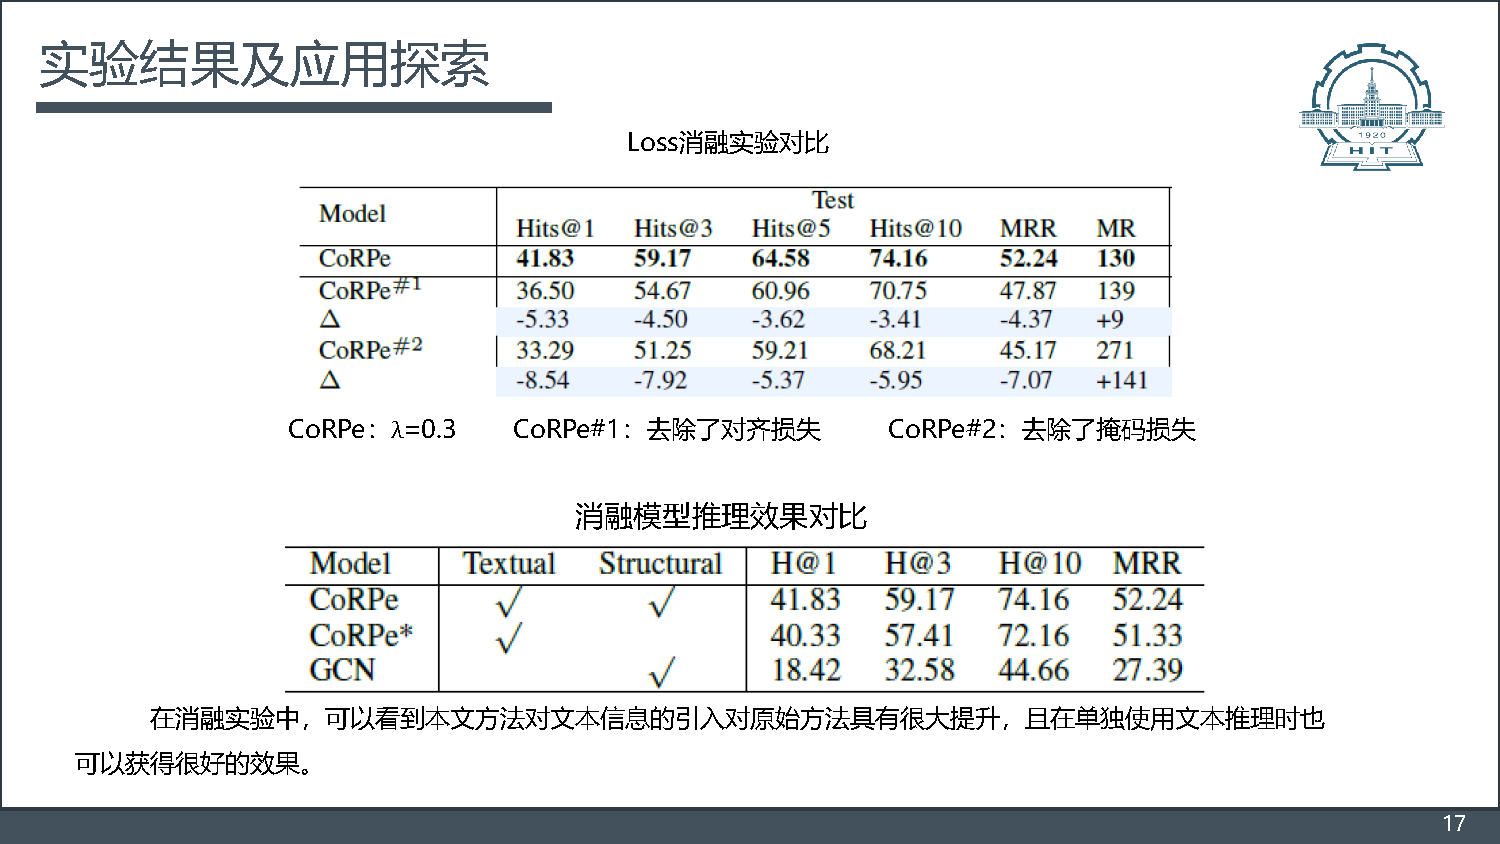 实验结果及应用探索
1920
HIT
Loss消融实验对比
Model Test
Hits@1 Hits@3 Hits@5 Hits@10 MRR MR
CoRPe 41.83 59.17 64.58 74.16 52.24 130
CoRPe#1 36.50 54.67 60.96 70.75 47.87 139
Δ -5.33 -4.50 -3.62 -3.41 -4.37 +9
CoRPe#2 33.29 51.25 59.21 68.21 45.17 271
Δ -8.54 -7.92 -5.37 -5.95 -7.07 +141
CoRPe：λ=0.3 CoRPe#1：去除了对齐损失 CoRPe#2：去除了掩码损失
消融模型推理效果对比
Model Textual Structural H@1 H@3 H@10 MRR
CoRPe √ √ 41.83 59.17 74.16 52.24
CoRPe* √ 40.33 57.41 72.16 51.33
GCN √ 18.42 32.58 44.66 27.39
在消融实验中，可以看到本文方法对文本信息的引入对原始方法具有很大提升，且在单独使用文本推理时也
可以获得很好的效果。
17